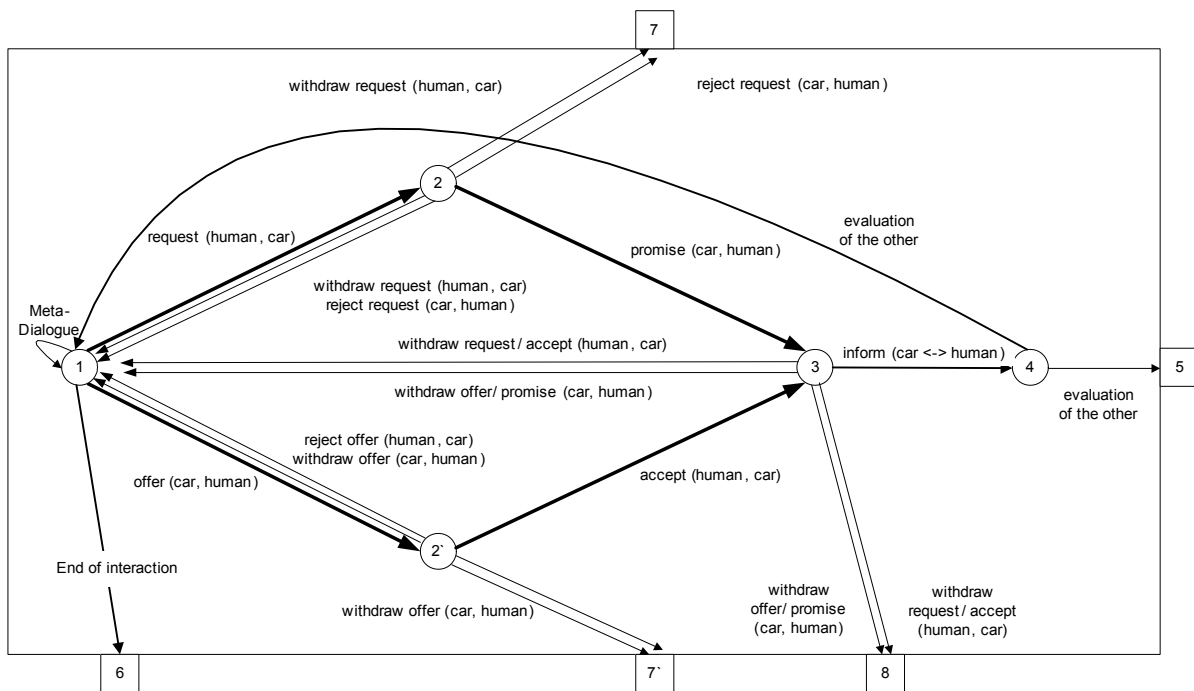 7
withdraw request (human, car)
reject request (car, human)
2
evaluation
of the other
request (human, car)
promise (car, human)
withdraw request (human, car)
reject request (car, human)
Meta-
Dialogue
withdraw request/ accept (human, car)
inform (car <-> human)
1
3
4
5
withdraw offer/ promise (car, human)
evaluation
of the other
reject offer (human, car)
withdraw offer (car, human)
offer (car, human)
accept (human, car)
2`
End of interaction
withdraw offer (car, human)
withdraw
offer/ promise
(car, human)
withdraw
request/ accept
(human, car)
6
7`
8